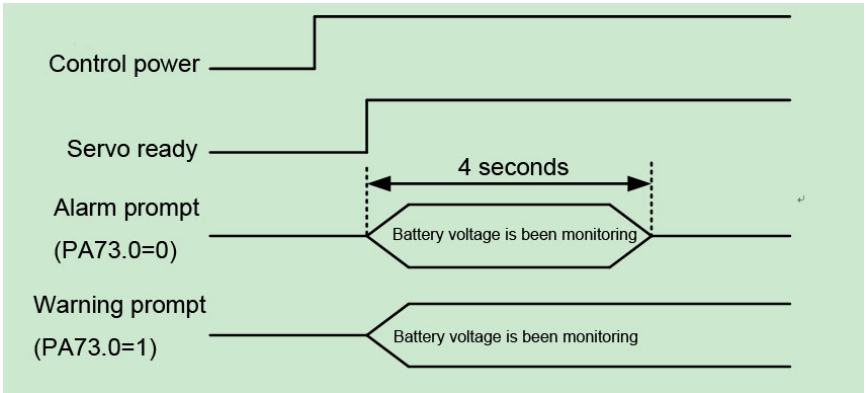 Control power
Servo ready
4 seconds
Alarm prompt
(PA73.0=0)
Battery voltage is been monitoring
Warning prompt
(PA73.0=1)
Battery voltage is been monitoring